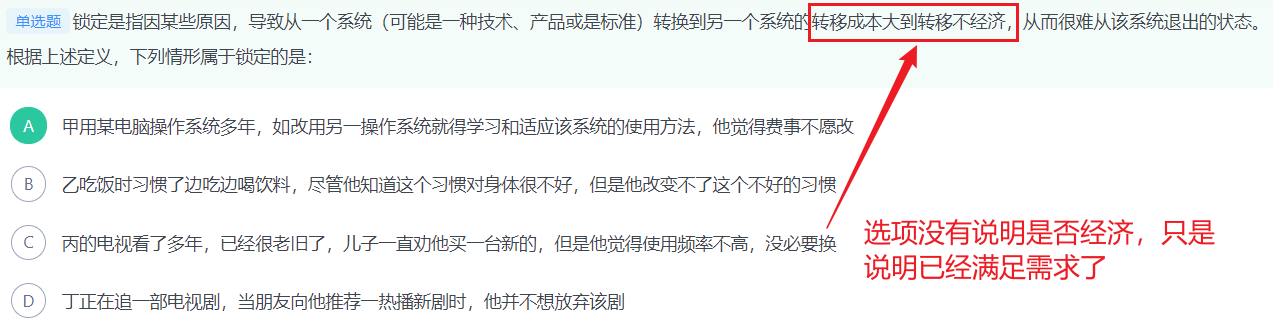 单选题 锁定是指因某些原因，导致从一个系统（可能是一种技术、产品或是标准）转换到另一个系统的转移成本大到转移不经济，从而很难从该系统退出的状态。
根据上述定义，下列情形属于锁定的是：
A 甲用某电脑操作系统多年，如改用另一操作系统就得学习和适应该系统的使用方法，他觉得费事不愿改
B 乙吃饭时习惯了边吃边喝饮料，尽管他知道这个习惯对身体很不好，但是他改变不了这个不好的习惯
C 丙的电视看了多年，已经很老旧了，儿子一直劝他买一台新的，但是他觉得使用频率不高，没必要换
选项没有说明是否经济，只是
说明已经满足需求了
D 丁正在追一部电视剧，当朋友向他推荐一热播新剧时，他并不想放弃该剧